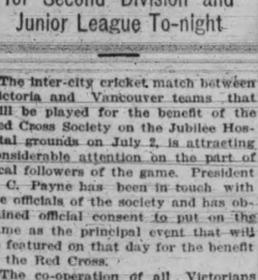 for Second Division and
Junior League To-night
The inter-city cricket match between
ictoria and Vancouver teams that
ill be played for the benefit of the
ed Cross Society on the Jubilee Hos-
tal grounds on July 2, is attracting
onsiderable attention on the part of
cal followers of the game. President
C. Payne has been in touch with
e officials of the society and has ob-
ined official consent to put on the
me as the principal event that will
featured on that day for the benefit
the Red Cross.
The co-operation of all Victorians